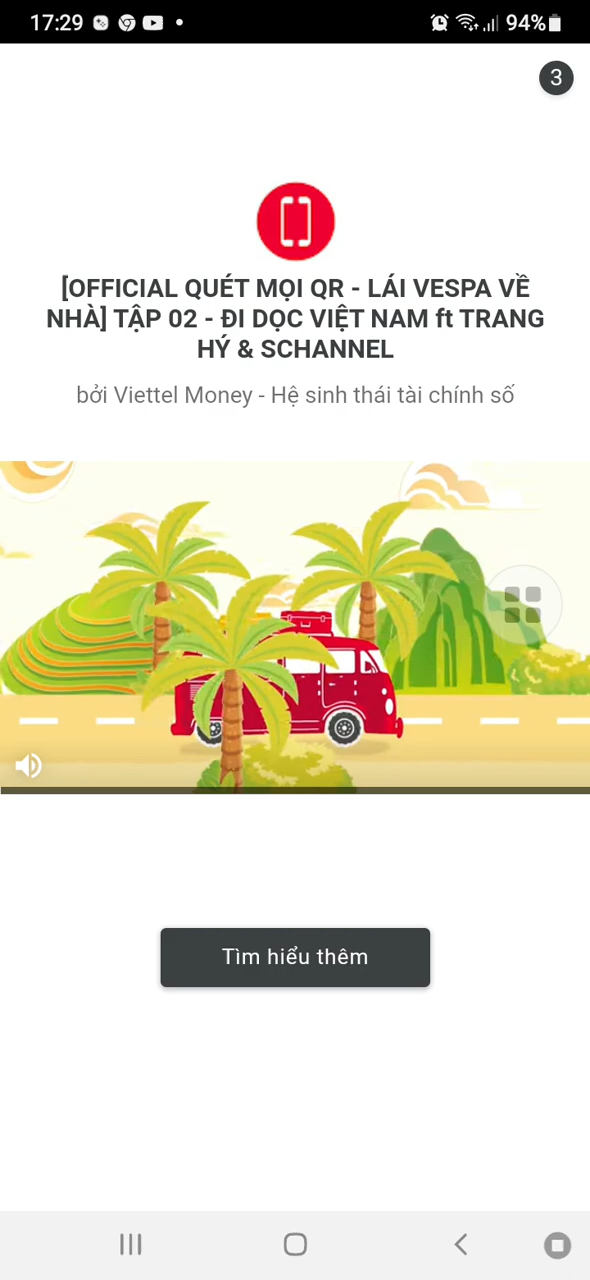 17:29
94%
3
[OFFICIAL QUÉT MỌI QR - LÁI VESPA VỀ
NHÀ] TẬP 02 - ĐI DỌC VIỆT NAM ft TRANG
HÝ & SCHANNEL
bởi Viettel Money - Hệ sinh thái tài chính số
Tìm hiểu thêm